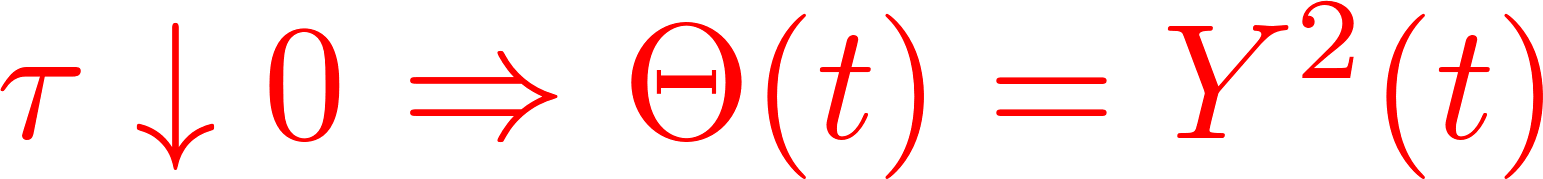 τ ↓ 0 ⇒ Θ(t) = Y²(t)